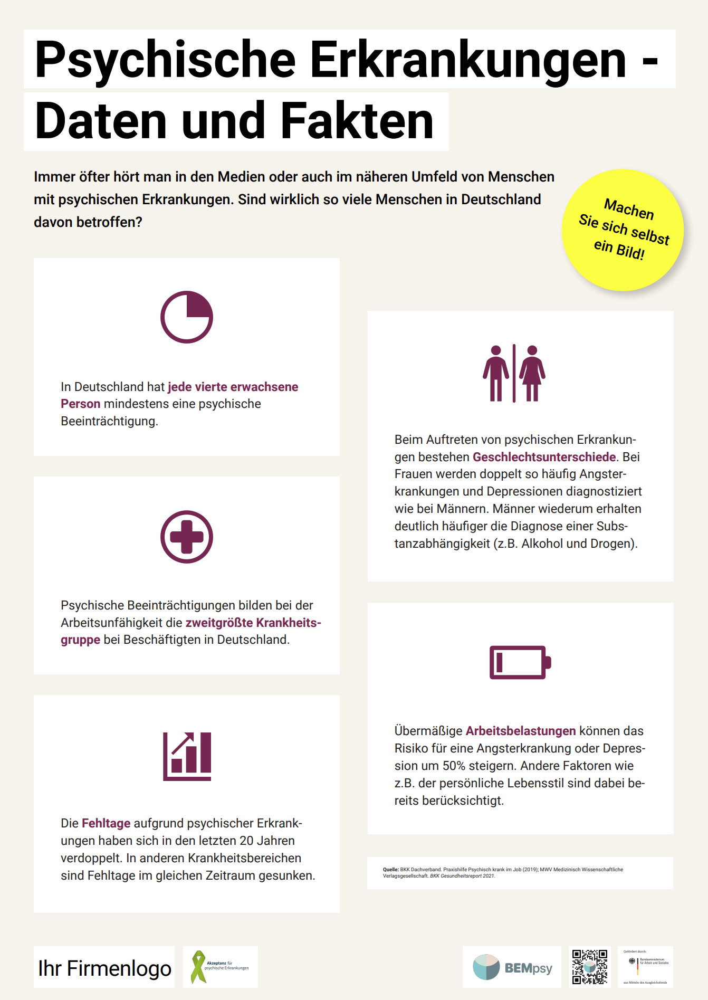 Psychische Erkrankungen -
Daten und Fakten
Immer öfter hört man in den Medien oder auch im näheren Umfeld von Menschen
mit psychischen Erkrankungen. Sind wirklich so viele Menschen in Deutschland
davon betroffen?
Machen
Sie sich selbst
ein Bild!
In Deutschland hat jede vierte erwachsene
Person mindestens eine psychische
Beeinträchtigung.
Beim Auftreten von psychischen Erkrankun-
gen bestehen Geschlechtsunterschiede. Bei
Frauen werden doppelt so häufig Angster-
krankungen und Depressionen diagnostiziert
wie bei Männern. Männer wiederum erhalten
deutlich häufiger die Diagnose einer Subs-
tanzabhängigkeit (z.B. Alkohol und Drogen).
Psychische Beeinträchtigungen bilden bei der
Arbeitsunfähigkeit die zweitgrößte Krankheits-
gruppe bei Beschäftigten in Deutschland.
Übermäßige Arbeitsbelastungen können das
Risiko für eine Angsterkrankung oder Depres-
sion um 50% steigern. Andere Faktoren wie
z.B. der persönliche Lebensstil sind dabei be-
reits berücksichtigt.
Die Fehltage aufgrund psychischer Erkrank-
ungen haben sich in den letzten 20 Jahren
verdoppelt. In anderen Krankheitsbereichen
sind Fehltage im gleichen Zeitraum gesunken.
Quelle: BKK Dachverband. Praxishilfe Psychisch krank im Job (2019); MWV Medizinisch Wissenschaftliche
Verlagsgesellschaft. BKK Gesundheitsreport 2021.
Ihr Firmenlogo
Akzeptanz für
psychische Erkrankungen
BEMpsy
Gefördert durch:
Bundesministerium
für Arbeit und Soziales
aus Mitteln des Ausgleichsfonds